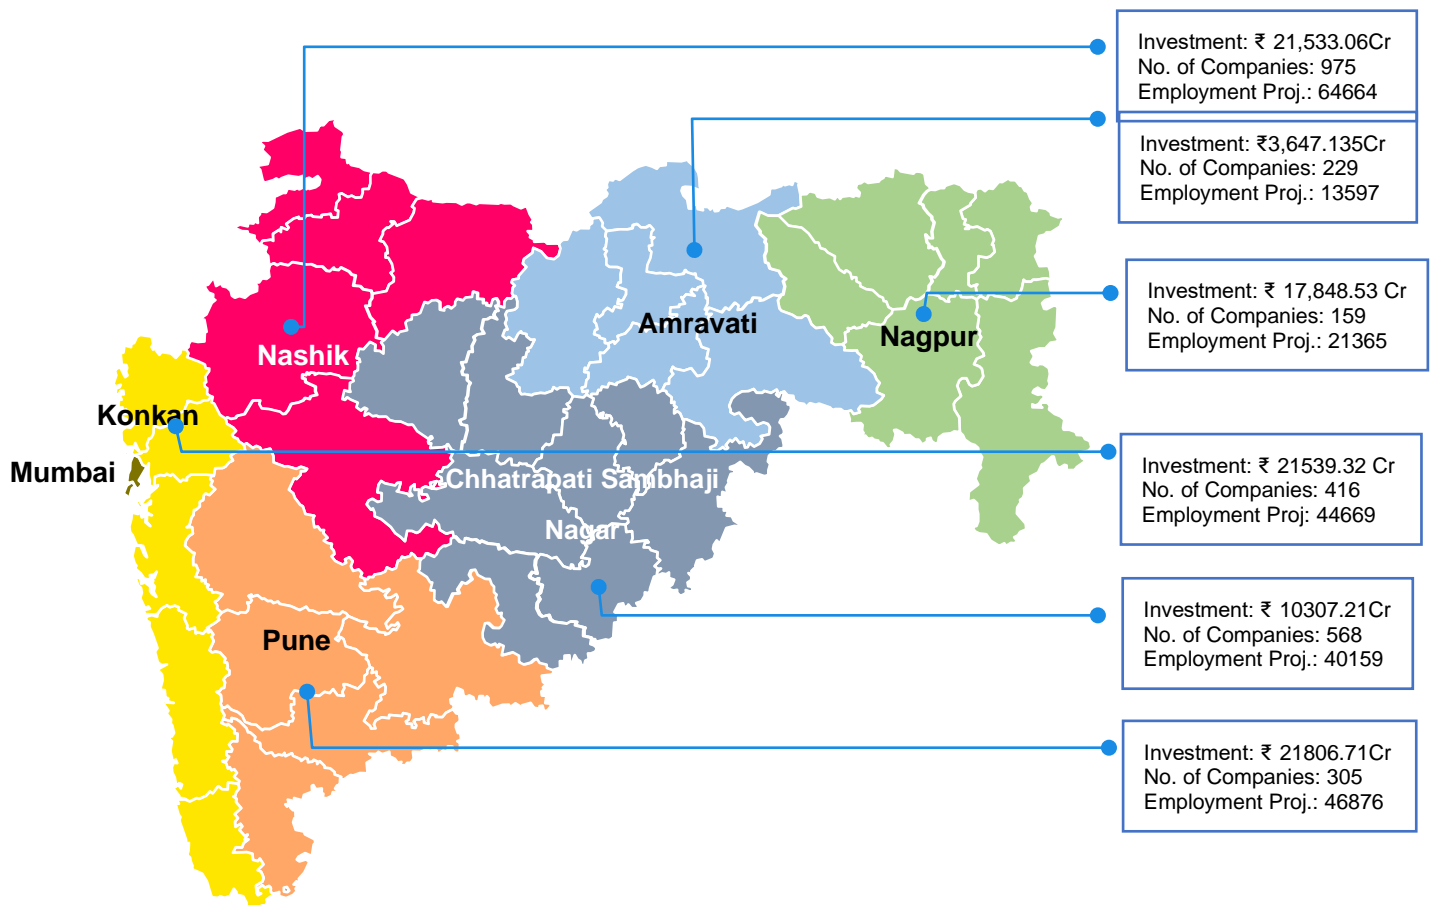 Investment: ₹ 21,533.06Cr
No. of Companies: 975
Employment Proj.: 64664
Investment: ₹3,647.135Cr
No. of Companies: 229
Employment Proj.: 13597
Investment: ₹ 17,848.53 Cr
No. of Companies: 159
Employment Proj.: 21365
Amravati
Nagpur
Nashik
Konkan
Mumbai
Chhatrapati Sambhaji
Nagar
Investment: ₹ 21539.32 Cr
No. of Companies: 416
Employment Proj: 44669
Investment: ₹ 10307.21Cr
No. of Companies: 568
Employment Proj.: 40159
Pune
Investment: ₹ 21806.71Cr
No. of Companies: 305
Employment Proj.: 46876